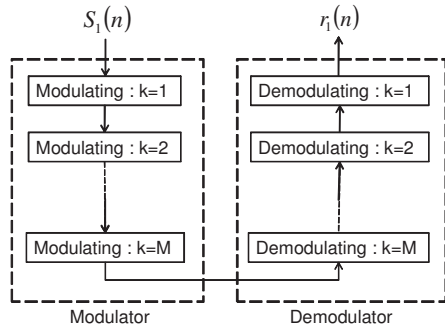 S₁(n)
r₁(n)
Modulating : k=1
Demodulating : k=1
Modulating : k=2
Demodulating : k=2
Modulating : k=M
Demodulating : k=M
Modulator
Demodulator